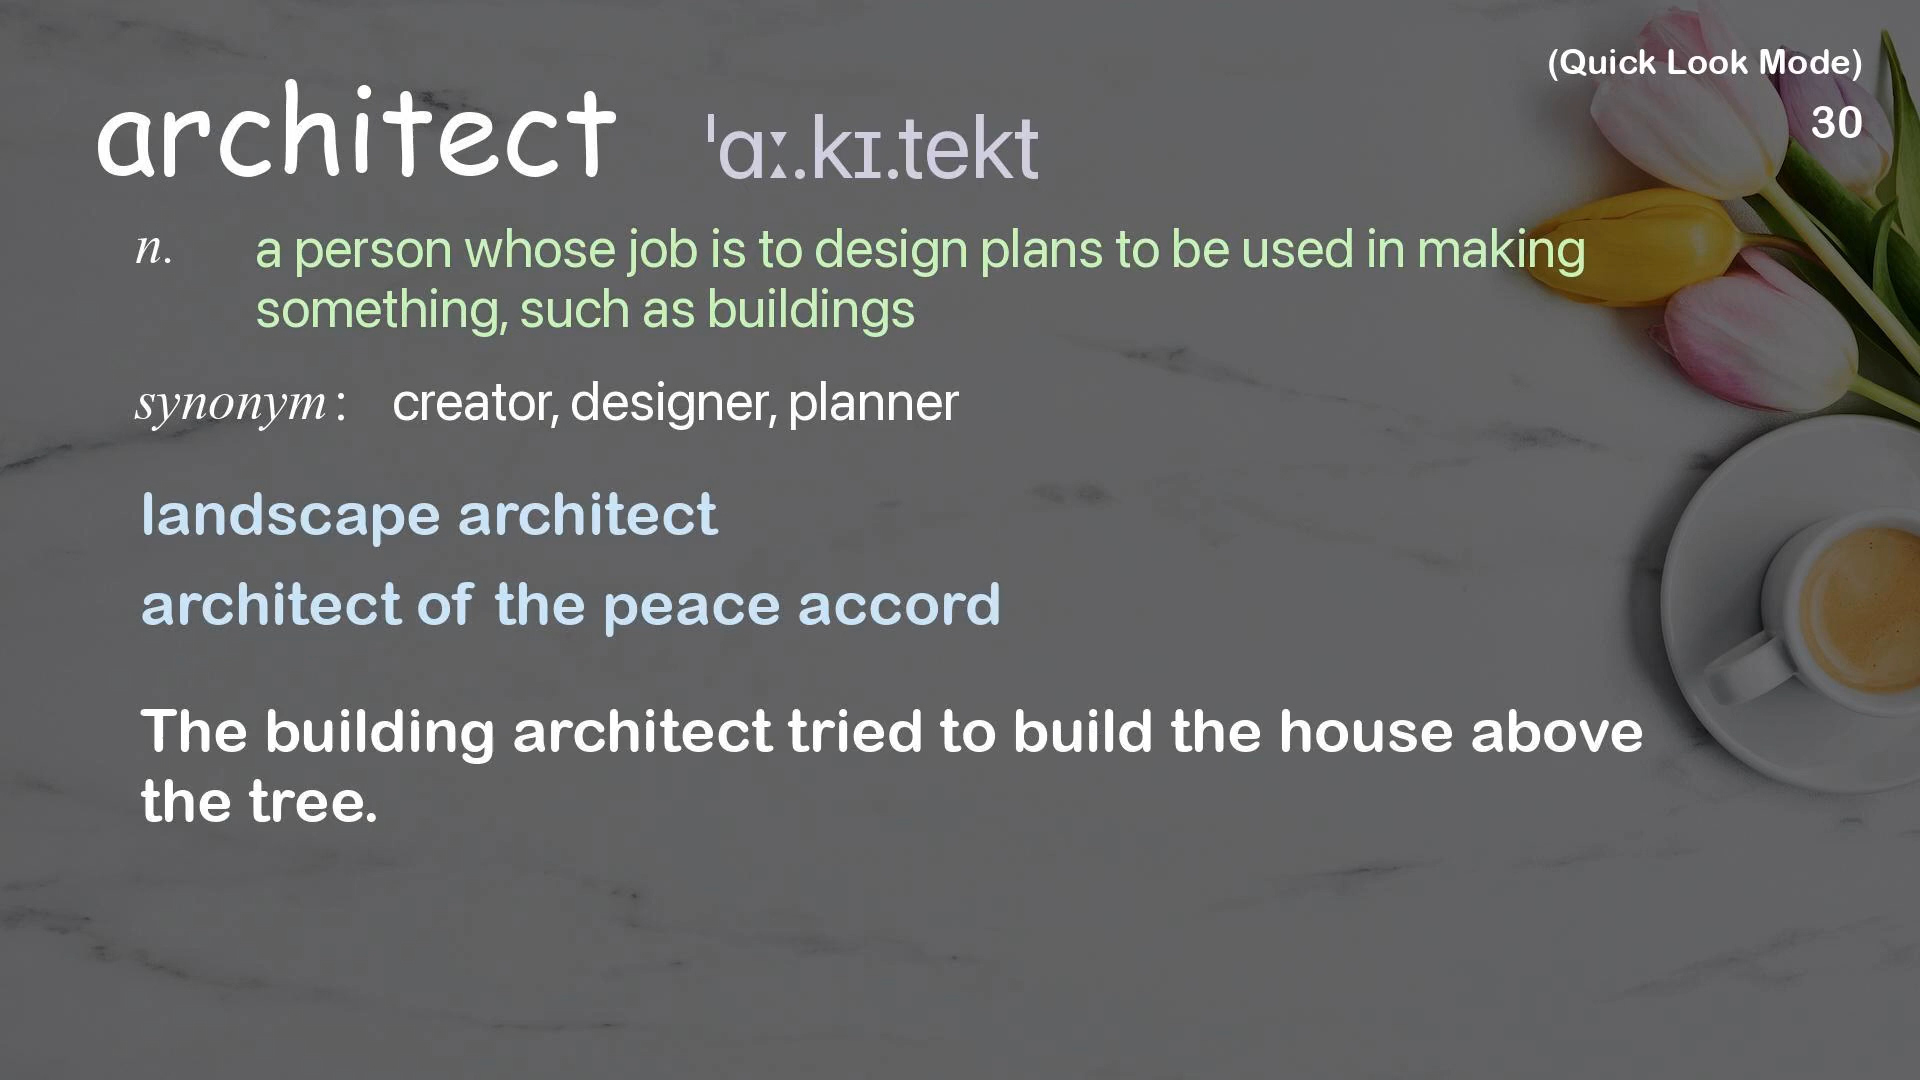 (Quick Look Mode)
30
architect ˈɑː.kɪ.tekt
n. a person whose job is to design plans to be used in making
something, such as buildings
synonym: creator, designer, planner
landscape architect
architect of the peace accord
The building architect tried to build the house above
the tree.